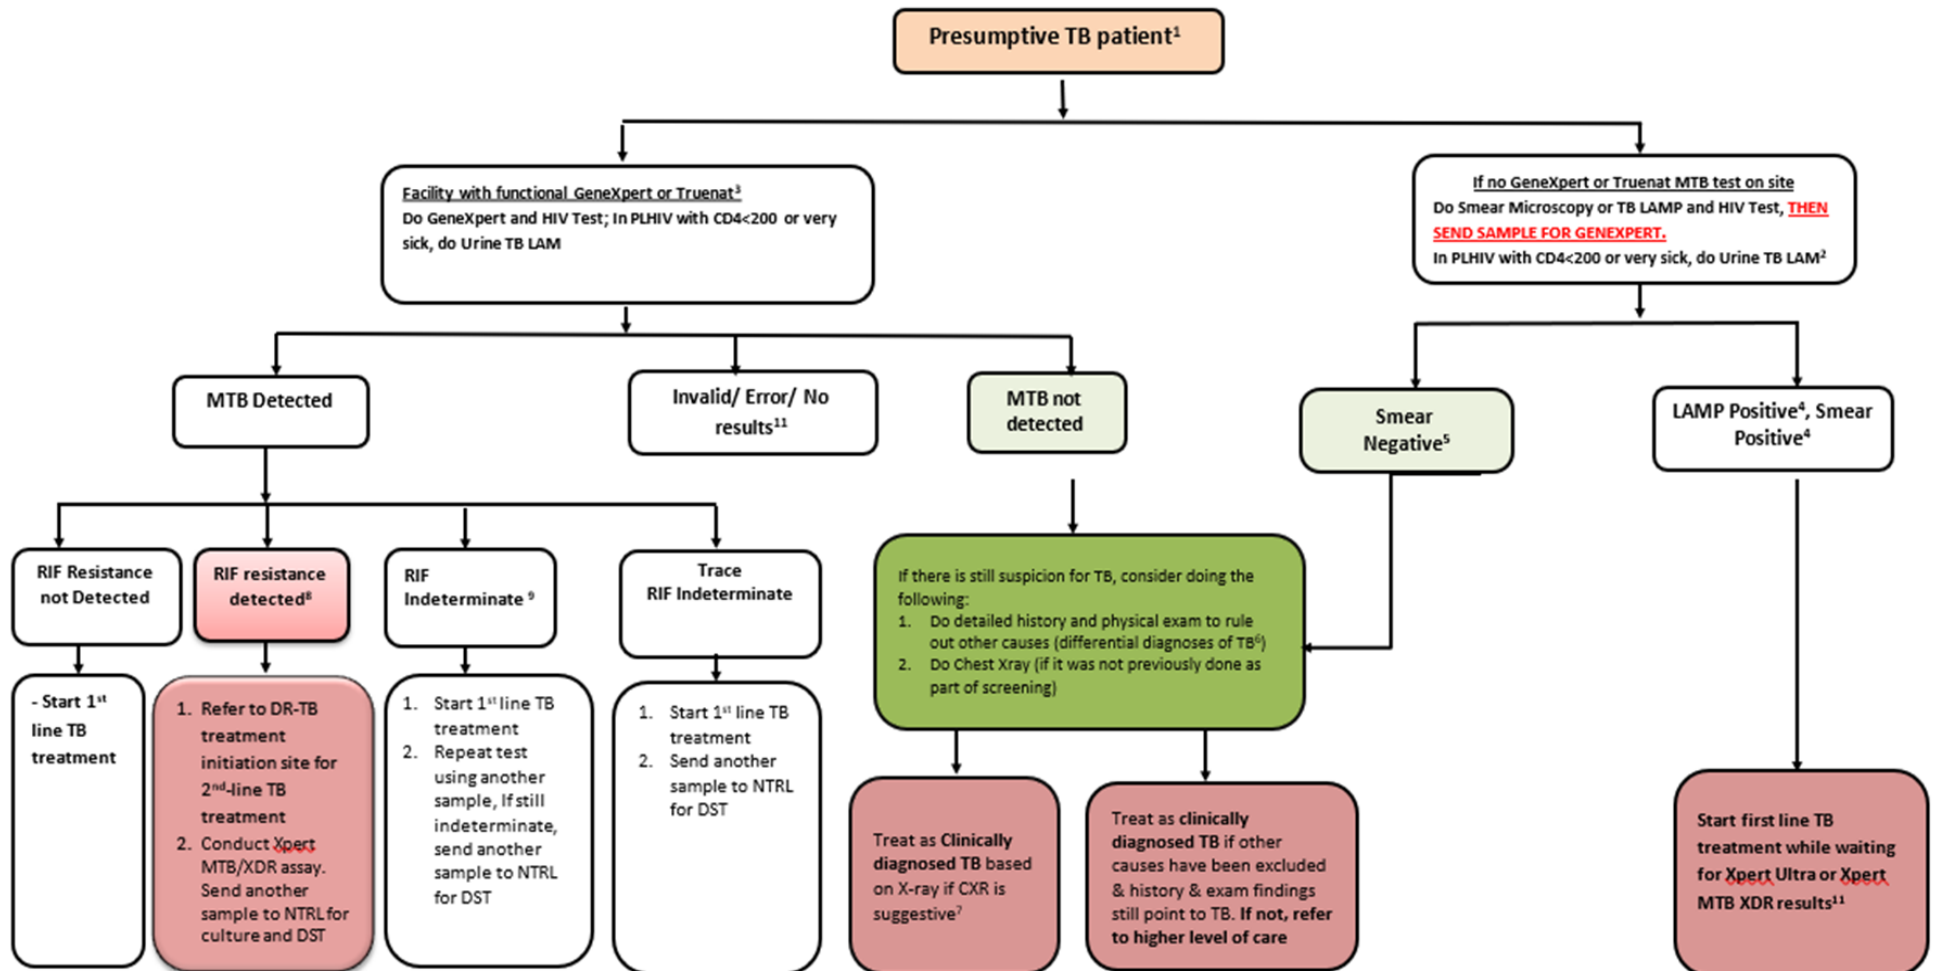 Presumptive TB patient¹
Facility with functional GeneXpert or Truenat³
Do GeneXpert and HIV Test; In PLHIV with CD4<200 or very
sick, do Urine TB LAM
If no GeneXpert or Truenat MTB test on site
Do Smear Microscopy or TB LAMP and HIV Test, THEN
SEND SAMPLE FOR GENEXPERT.
In PLHIV with CD4<200 or very sick, do Urine TB LAM²
MTB Detected
Invalid/ Error/ No
results¹¹
MTB not
detected
Smear
Negative⁵
LAMP Positive⁴, Smear
Positive⁴
RIF Resistance
not Detected
RIF resistance
detected⁸
RIF
Indeterminate ⁹
Trace
RIF Indeterminate
If there is still suspicion for TB, consider doing the
following:
1. Do detailed history and physical exam to rule
out other causes (differential diagnoses of TB⁶)
2. Do Chest Xray (if it was not previously done as
part of screening)
- Start 1ˢᵗ
line TB
treatment
1. Refer to DR-TB
treatment
initiation site for
2ⁿᵈ-line TB
treatment
2. Conduct Xpert
MTB/XDR assay.
Send another
sample to NTRL for
culture and DST
1. Start 1ˢᵗ line TB
treatment
2. Repeat test
using another
sample, If still
indeterminate,
send another
sample to NTRL
for DST
1. Start 1ˢᵗ line TB
treatment
2. Send another
sample to NTRL
for DST
Treat as Clinically
diagnosed TB based
on X-ray if CXR is
suggestive⁷
Treat as clinically
diagnosed TB if other
causes have been excluded
& history & exam findings
still point to TB. If not, refer
to higher level of care
Start first line TB
treatment while waiting
for Xpert Ultra or Xpert
MTB XDR results¹¹